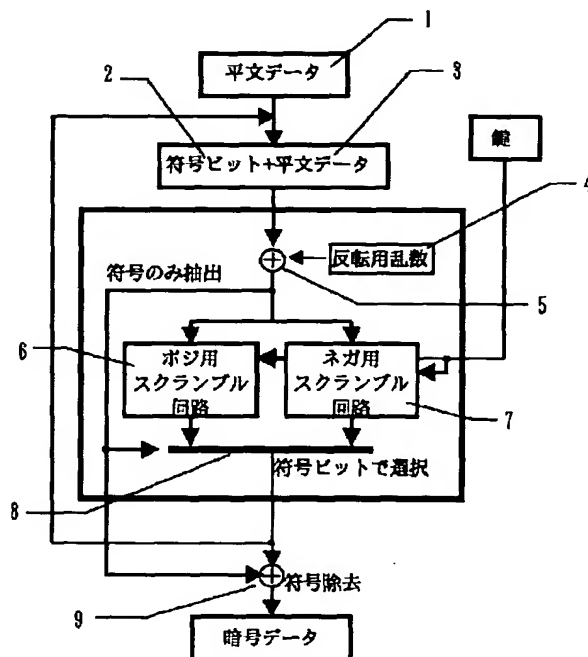 1
平文データ
2
3
鍵
符号ビット+平文データ
4
反転用乱数
符号のみ抽出
5
6
ポジ用
スクランブル
回路
ネガ用
スクランブル
回路
7
符号ビットで選択
8
符号除去
9
暗号データ